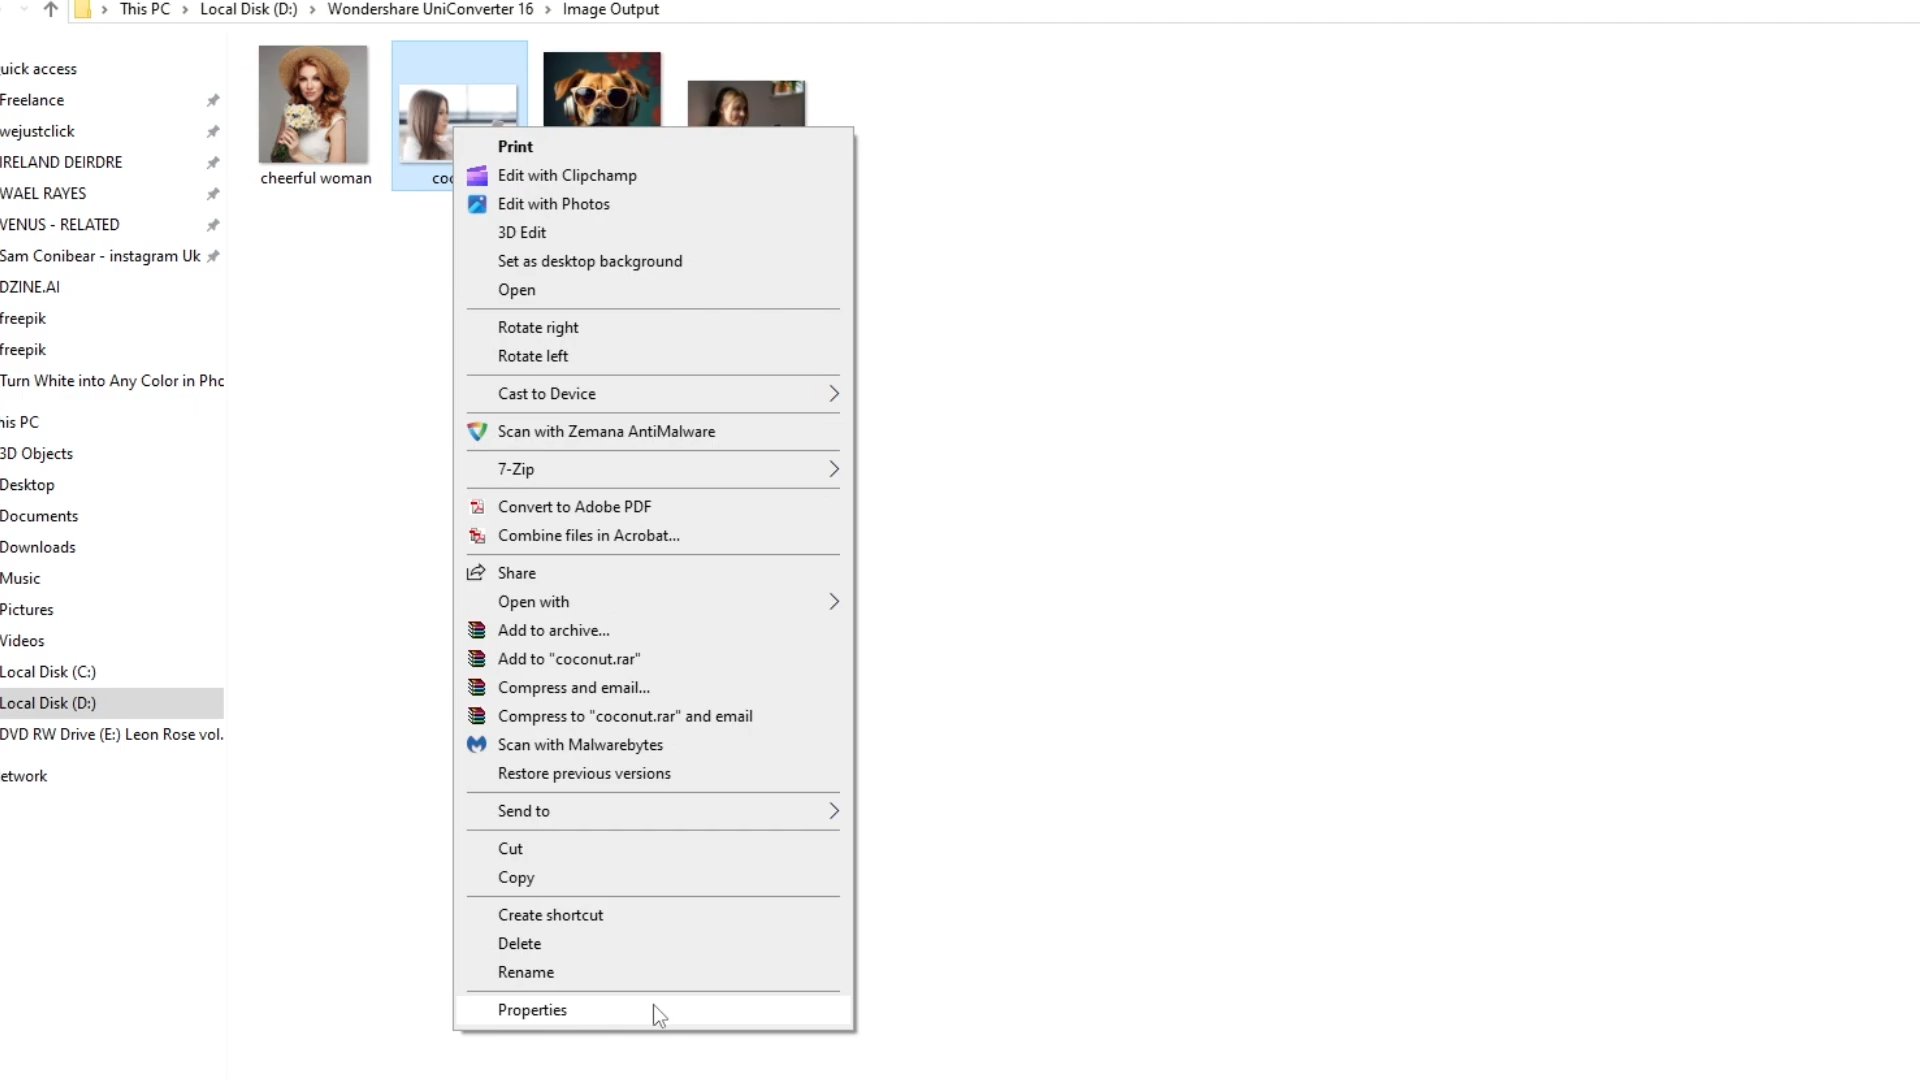 This PC > Local Disk (D:) > Wondershare UniConverter 16 > Image Output
uick access
Freelance
wejustclick
IRELAND DEIRDRE
WAEL RAYES
VENUS - RELATED
Sam Conibear - instagram Uk
DZINE.AI
freepik
freepik
Turn White into Any Color in Phc
his PC
3D Objects
Desktop
Documents
Downloads
Music
Pictures
Videos
Local Disk (C:)
Local Disk (D:)
DVD RW Drive (E:) Leon Rose vol.
etwork
cheerful woman
coc
Print
Edit with Clipchamp
Edit with Photos
3D Edit
Set as desktop background
Open
Rotate right
Rotate left
Cast to Device
Scan with Zemana AntiMalware
7-Zip
Convert to Adobe PDF
Combine files in Acrobat...
Share
Open with
Add to archive...
Add to "coconut.rar"
Compress and email...
Compress to "coconut.rar" and email
Scan with Malwarebytes
Restore previous versions
Send to
Cut
Copy
Create shortcut
Delete
Rename
Properties